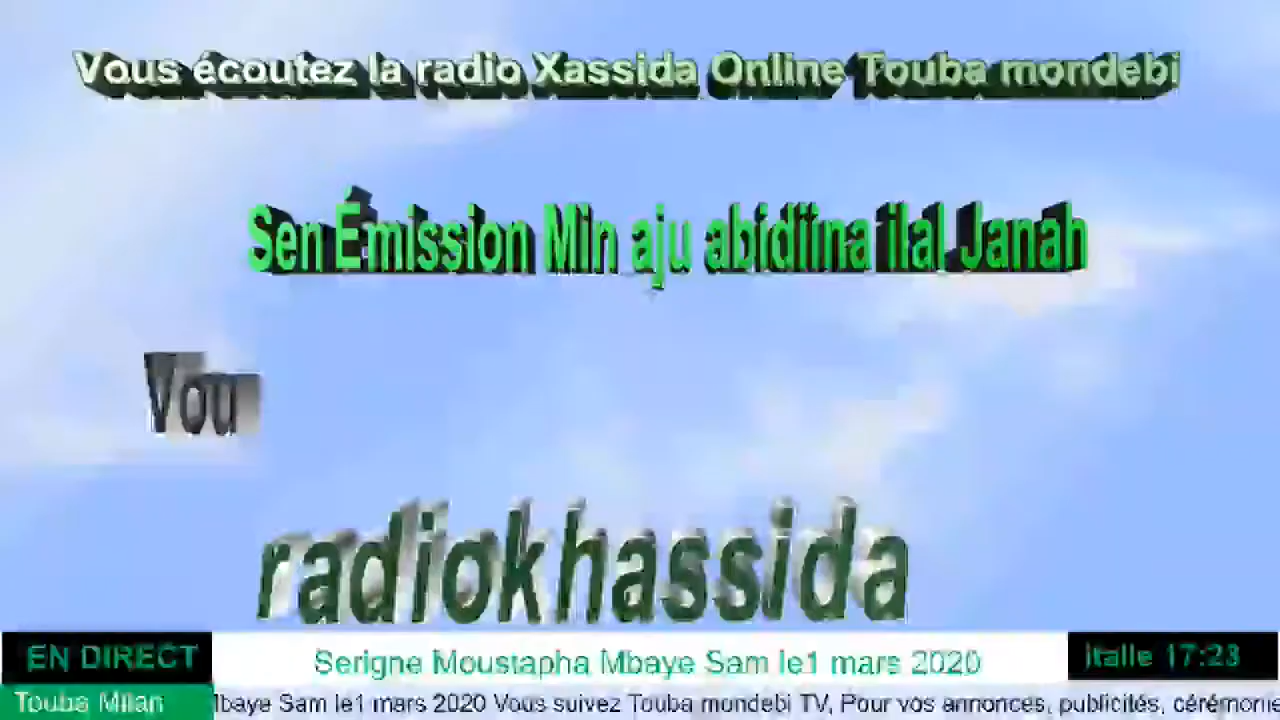 Vous écoutez la radio Xassida Online Touba mondebi
Sen Émission Min aju abidiina ilal Janah
Vou
radiokhassida
EN DIRECT
Serigne Moustapha Mbaye Sam le1 mars 2020
Italie 17:23
Touba Milan
Mbaye Sam le1 mars 2020 Vous suivez Touba mondebi TV, Pour vos annonces, publicités, cérémonie